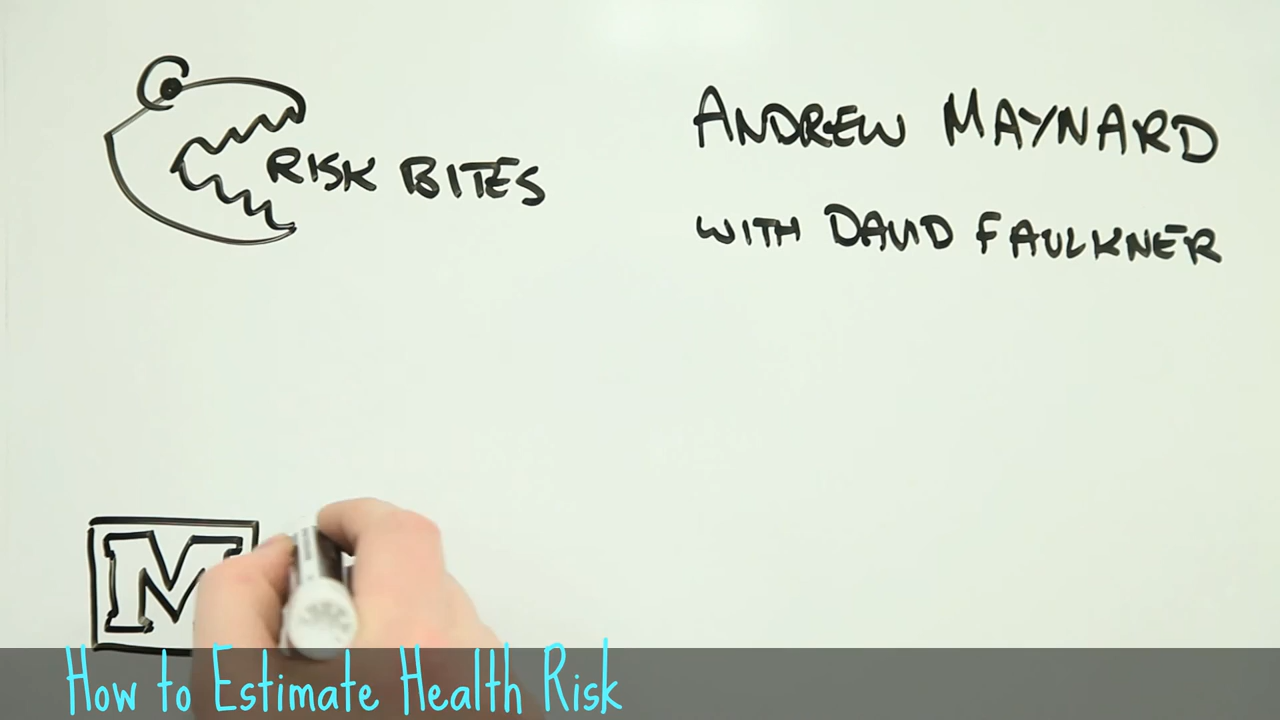 RISK BITES
ANDREW MAYNARD
WITH DAVID FAULKNER
M
How to Estimate Health Risk